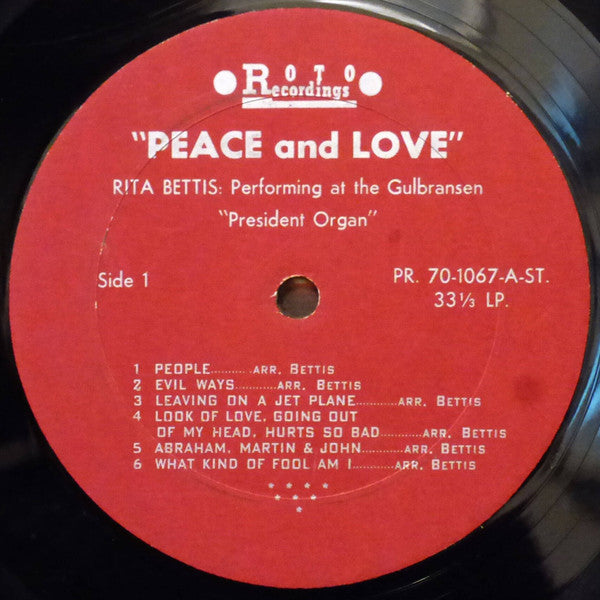 ROTO
Recordings
"PEACE and LOVE"
RITA BETTIS: Performing at the Gulbransen
"President Organ"
Side 1
PR. 70-1067-A-ST.
33⅓ LP.
1 PEOPLE...........ARR. BETTIS
2 EVIL WAYS...........ARR. BETTIS
3 LEAVING ON A JET PLANE...........ARR. BETTIS
4 LOOK OF LOVE, GOING OUT
OF MY HEAD, HURTS SO BAD...........ARR. BETTIS
5 ABRAHAM, MARTIN & JOHN...........ARR. BETTIS
6 WHAT KIND OF FOOL AM I...........ARR. BETTIS